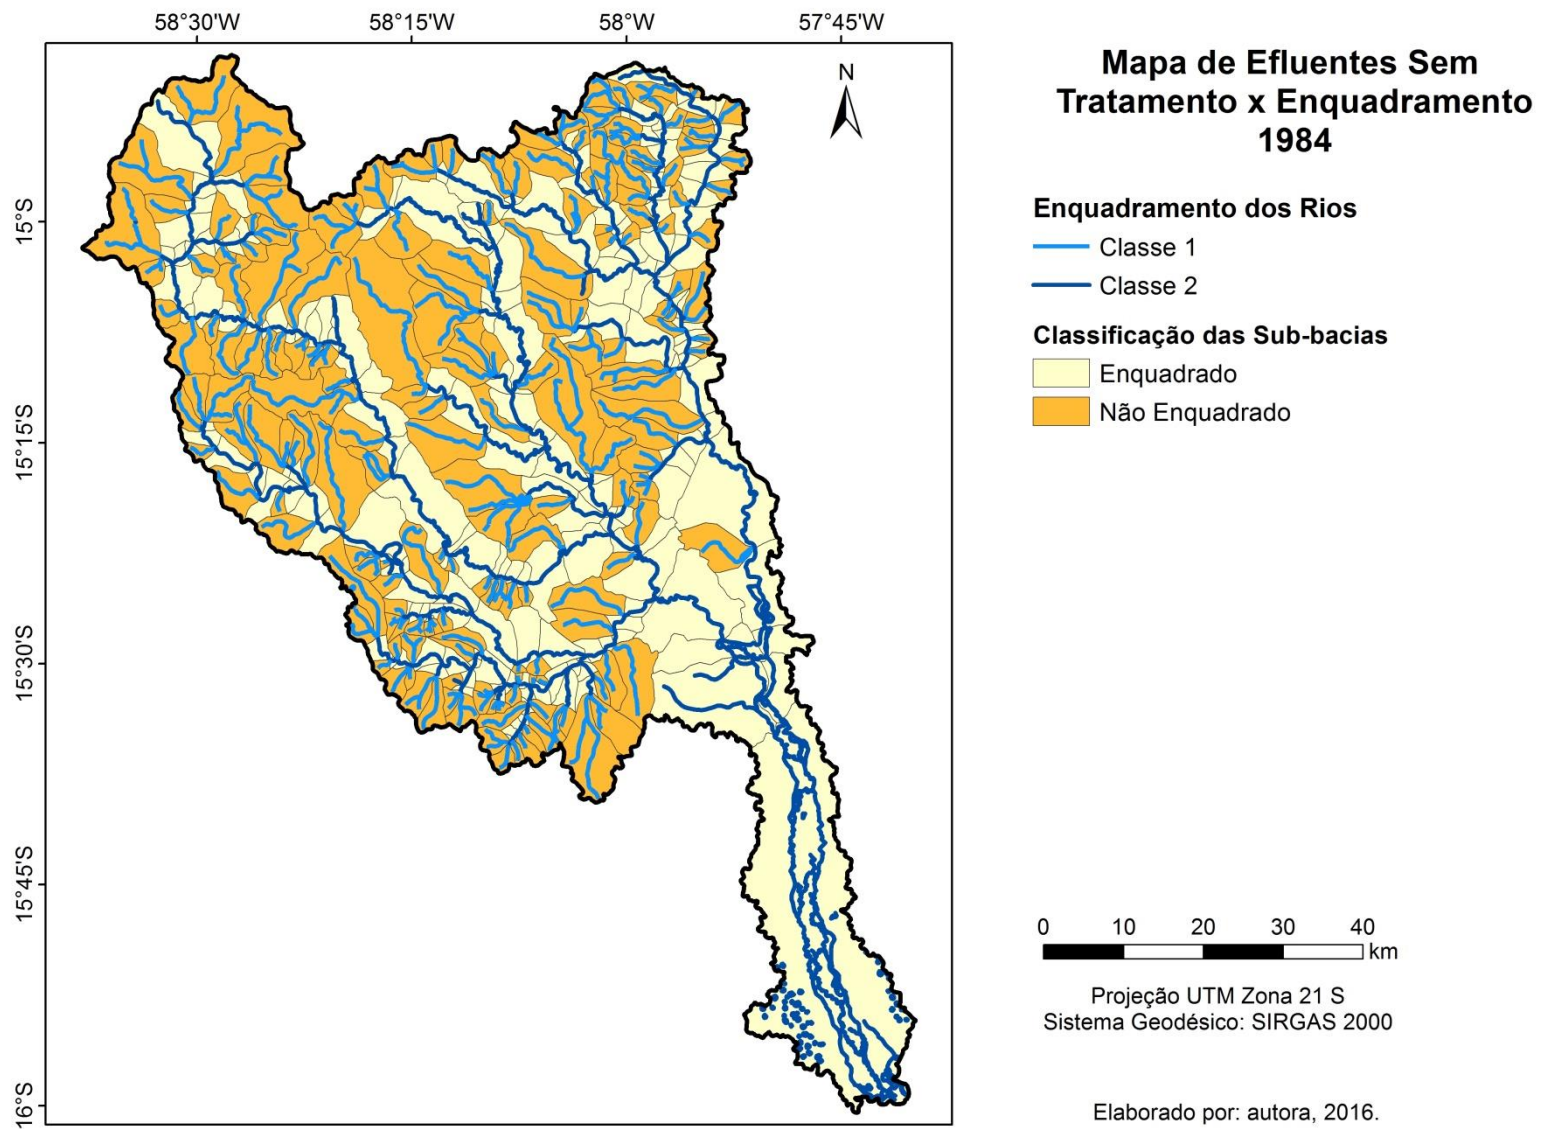 58°30'W 58°15'W 58°0'W 57°45'W
N
15°S
15°15'S
15°30'S
15°45'S
16°S
Mapa de Efluentes Sem
Tratamento x Enquadramento
1984
Enquadramento dos Rios
Classe 1
Classe 2
Classificação das Sub-bacias
Enquadrado
Não Enquadrado
0 10 20 30 40
km
Projeção UTM Zona 21 S
Sistema Geodésico: SIRGAS 2000
Elaborado por: autora, 2016.